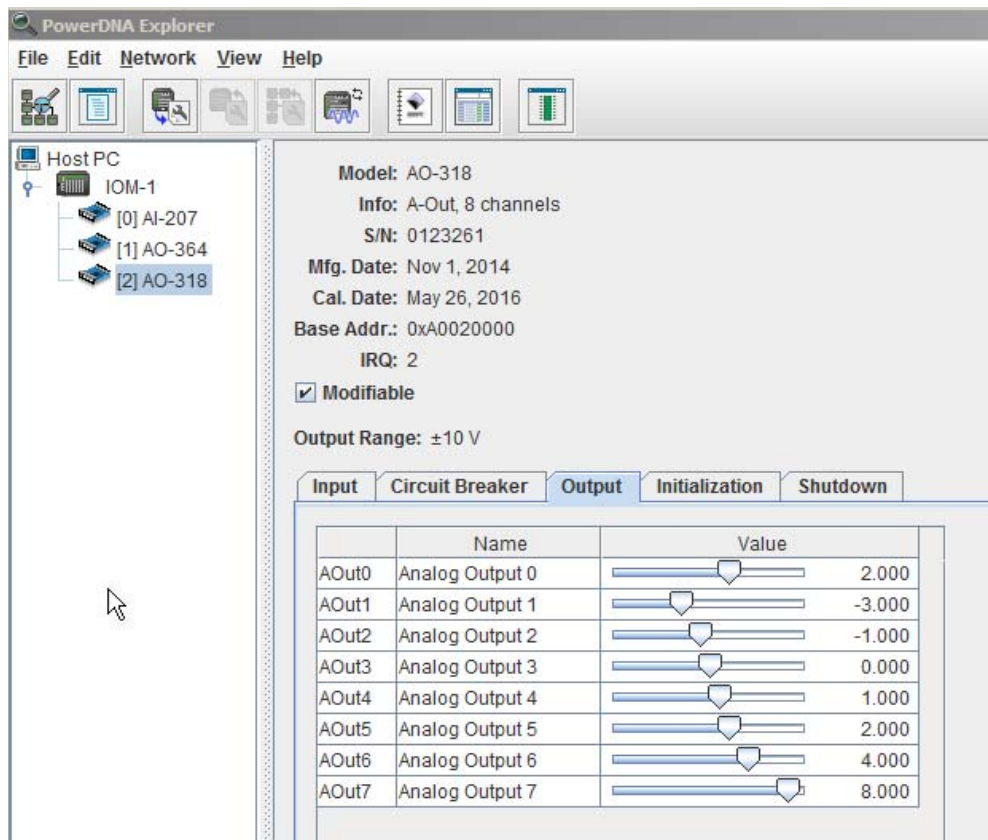 PowerDNA Explorer
File Edit Network View Help
Host PC
IOM-1
[0] AI-207
[1] AO-364
[2] AO-318
Model: AO-318
Info: A-Out, 8 channels
S/N: 0123261
Mfg. Date: Nov 1, 2014
Cal. Date: May 26, 2016
Base Addr.: 0xA0020000
IRQ: 2
Modifiable
Output Range: ±10 V
Input Circuit Breaker Output Initialization Shutdown
Name Value
AOut0 Analog Output 0 2.000
AOut1 Analog Output 1 -3.000
AOut2 Analog Output 2 -1.000
AOut3 Analog Output 3 0.000
AOut4 Analog Output 4 1.000
AOut5 Analog Output 5 2.000
AOut6 Analog Output 6 4.000
AOut7 Analog Output 7 8.000